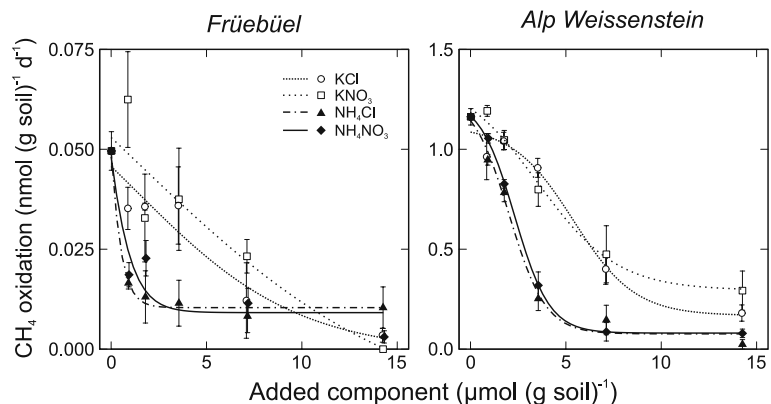 Früebüel
Alp Weissenstein
CH₄ oxidation (nmol (g soil)⁻¹ d⁻¹)
0.075
0.050
0.025
0.000
KCl
KNO₃
NH₄Cl
NH₄NO₃
1.5
1.0
0.5
0.0
0 5 10 15
0 5 10 15
Added component (µmol (g soil)⁻¹)